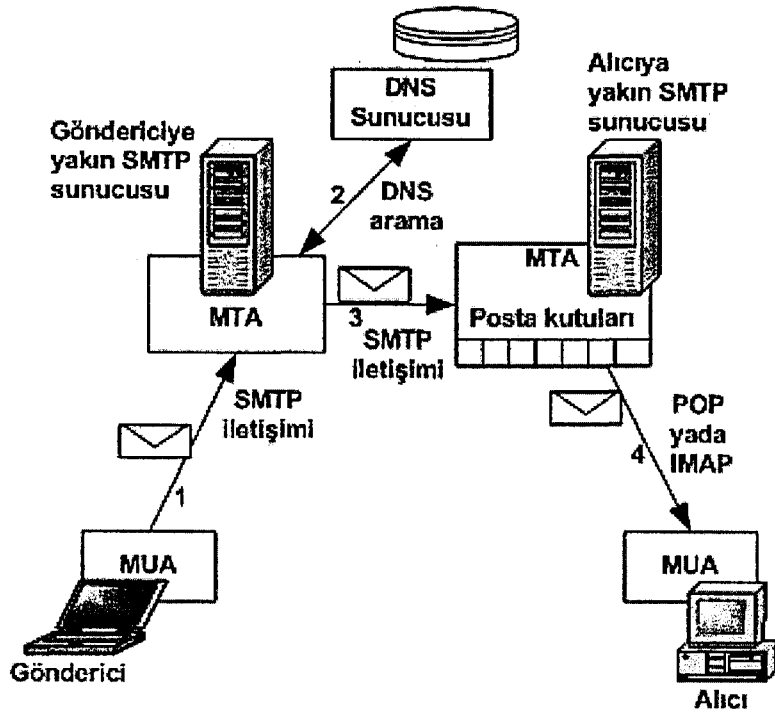 DNS
Sunucusu
Alıcıya
yakın SMTP
sunucusu
Göndericiye
yakın SMTP
sunucusu
2
DNS
arama
MTA
3
SMTP
iletişimi
MTA
Posta kutuları
SMTP
iletişimi
1
POP
yada
IMAP
4
MUA
Gönderici
MUA
Alıcı